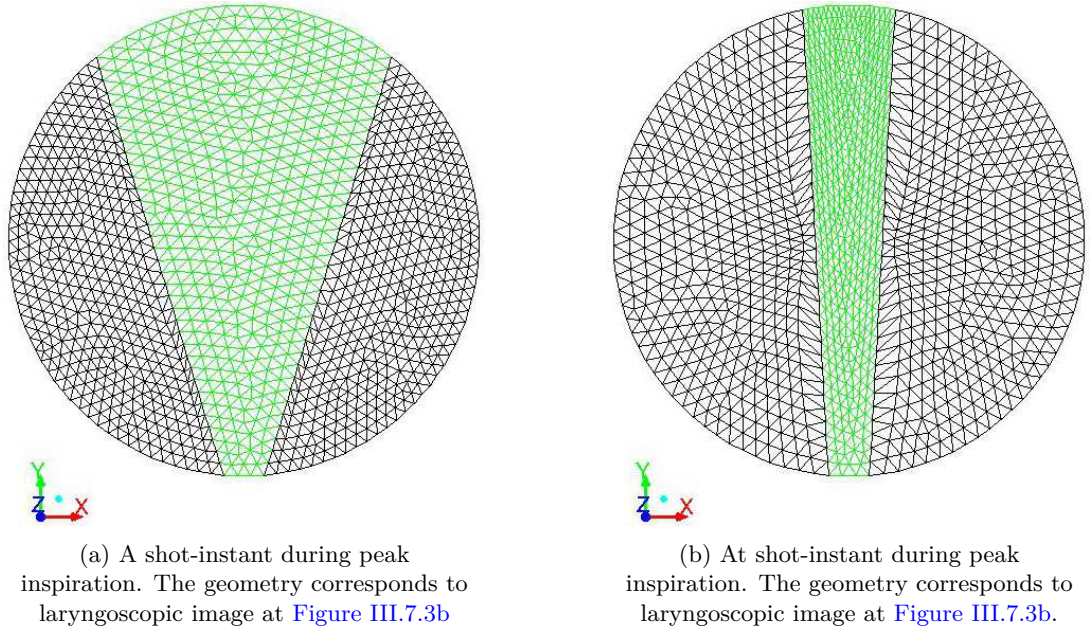 Y
Z
X
(a) A shot-instant during peak
inspiration. The geometry corresponds to
laryngoscopic image at Figure III.7.3b
Y
Z
X
(b) At shot-instant during peak
inspiration. The geometry corresponds to
laryngoscopic image at Figure III.7.3b.